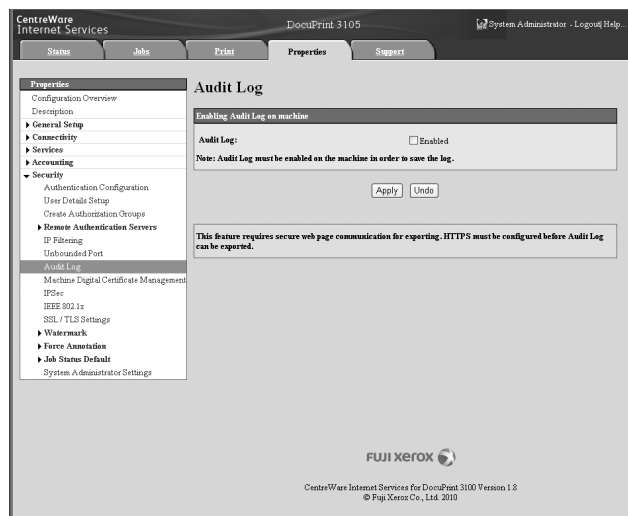 CentreWare
Internet Services
DocuPrint 3105
System Administrator - Logout| Help...
Status
Jobs
Print
Properties
Support
Properties
Configuration Overview
Description
General Setup
Connectivity
Services
Accounting
Security
Authentication Configuration
User Details Setup
Create Authorization Groups
Remote Authentication Servers
IP Filtering
Unbounded Port
Audit Log
Machine Digital Certificate Management
IPSec
IEEE 802.1x
SSL / TLS Settings
Watermark
Force Annotation
Job Status Default
System Administrator Settings
Audit Log
Enabling Audit Log on machine
Audit Log:
Enabled
Note: Audit Log must be enabled on the machine in order to save the log.
Apply
Undo
This feature requires secure web page communication for exporting. HTTPS must be configured before Audit Log
can be exported.
FUJI xerox
CentreWare Internet Services for DocuPrint 3100 Version 1.8
© Fuji Xerox Co., Ltd. 2010